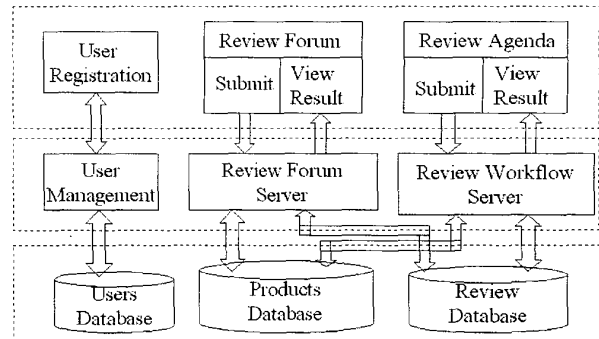 User
Registration
Review Forum
Submit
View
Result
Review Agenda
Submit
View
Result
User
Management
Review Forum
Server
Review Workflow
Server
Users
Database
Products
Database
Review
Database